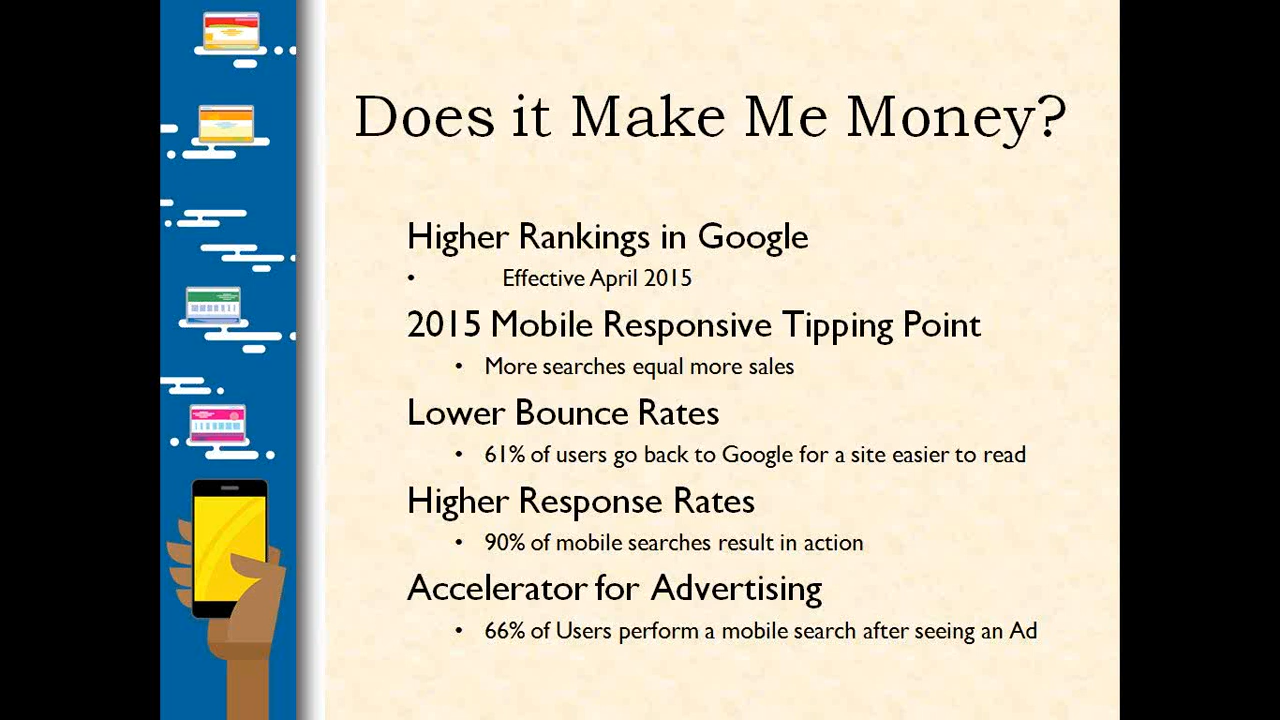 Does it Make Me Money?
Higher Rankings in Google
• Effective April 2015
2015 Mobile Responsive Tipping Point
• More searches equal more sales
Lower Bounce Rates
• 61% of users go back to Google for a site easier to read
Higher Response Rates
• 90% of mobile searches result in action
Accelerator for Advertising
• 66% of Users perform a mobile search after seeing an Ad